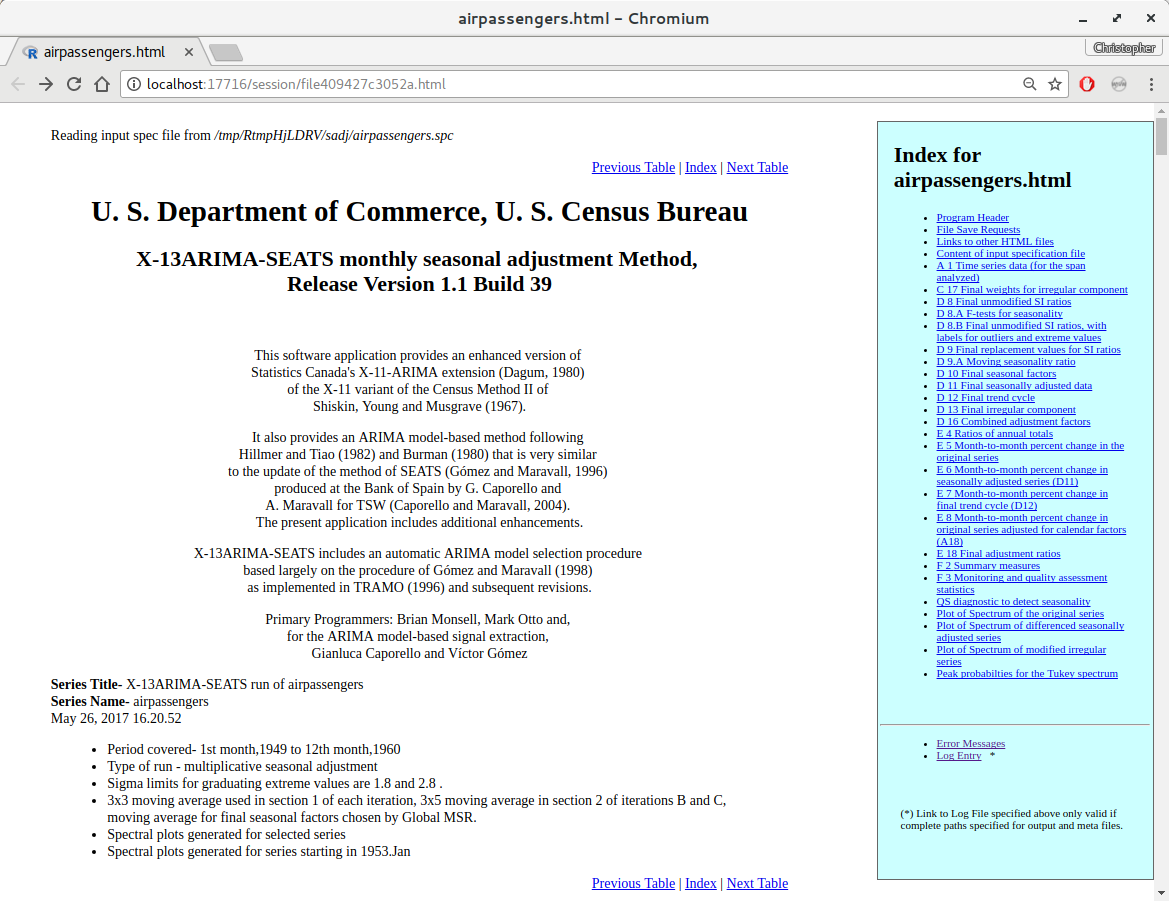 airpassengers.html - Chromium
airpassengers.html
Christopher
localhost:17716/session/file409427c3052a.html
Reading input spec file from /tmp/RtmpHjLDRV/sadj/airpassengers.spc
Previous Table | Index | Next Table
U. S. Department of Commerce, U. S. Census Bureau
X-13ARIMA-SEATS monthly seasonal adjustment Method,
Release Version 1.1 Build 39
This software application provides an enhanced version of
Statistics Canada's X-11-ARIMA extension (Dagum, 1980)
of the X-11 variant of the Census Method II of
Shiskin, Young and Musgrave (1967).
It also provides an ARIMA model-based method following
Hillmer and Tiao (1982) and Burman (1980) that is very similar
to the update of the method of SEATS (Gómez and Maravall, 1996)
produced at the Bank of Spain by G. Caporello and
A. Maravall for TSW (Caporello and Maravall, 2004).
The present application includes additional enhancements.
X-13ARIMA-SEATS includes an automatic ARIMA model selection procedure
based largely on the procedure of Gómez and Maravall (1998)
as implemented in TRAMO (1996) and subsequent revisions.
Primary Programmers: Brian Monsell, Mark Otto and,
for the ARIMA model-based signal extraction,
Gianluca Caporello and Víctor Gómez
Series Title- X-13ARIMA-SEATS run of airpassengers
Series Name- airpassengers
May 26, 2017 16.20.52
• Period covered- 1st month,1949 to 12th month,1960
• Type of run - multiplicative seasonal adjustment
• Sigma limits for graduating extreme values are 1.8 and 2.8 .
• 3x3 moving average used in section 1 of each iteration, 3x5 moving average in section 2 of iterations B and C,
moving average for final seasonal factors chosen by Global MSR.
• Spectral plots generated for selected series
• Spectral plots generated for series starting in 1953.Jan
Previous Table | Index | Next Table
Index for
airpassengers.html
• Program Header
• File Save Requests
• Links to other HTML files
• Content of input specification file
• A 1 Time series data (for the span
analyzed)
• C 17 Final weights for irregular component
• D 8 Final unmodified SI ratios
• D 8.A F-tests for seasonality
• D 8.B Final unmodified SI ratios, with
labels for outliers and extreme values
• D 9 Final replacement values for SI ratios
• D 9.A Moving seasonality ratio
• D 10 Final seasonal factors
• D 11 Final seasonally adjusted data
• D 12 Final trend cycle
• D 13 Final irregular component
• D 16 Combined adjustment factors
• E 4 Ratios of annual totals
• E 5 Month-to-month percent change in the
original series
• E 6 Month-to-month percent change in
seasonally adjusted series (D11)
• E 7 Month-to-month percent change in
final trend cycle (D12)
• E 8 Month-to-month percent change in
original series adjusted for calendar factors
(A18)
• E 18 Final adjustment ratios
• F 2 Summary measures
• F 3 Monitoring and quality assessment
statistics
• QS diagnostic to detect seasonality
• Plot of Spectrum of the original series
• Plot of Spectrum of differenced seasonally
adjusted series
• Plot of Spectrum of modified irregular
series
• Peak probabilties for the Tukey spectrum
• Error Messages
• Log Entry *
(*) Link to Log File specified above only valid if
complete paths specified for output and meta files.